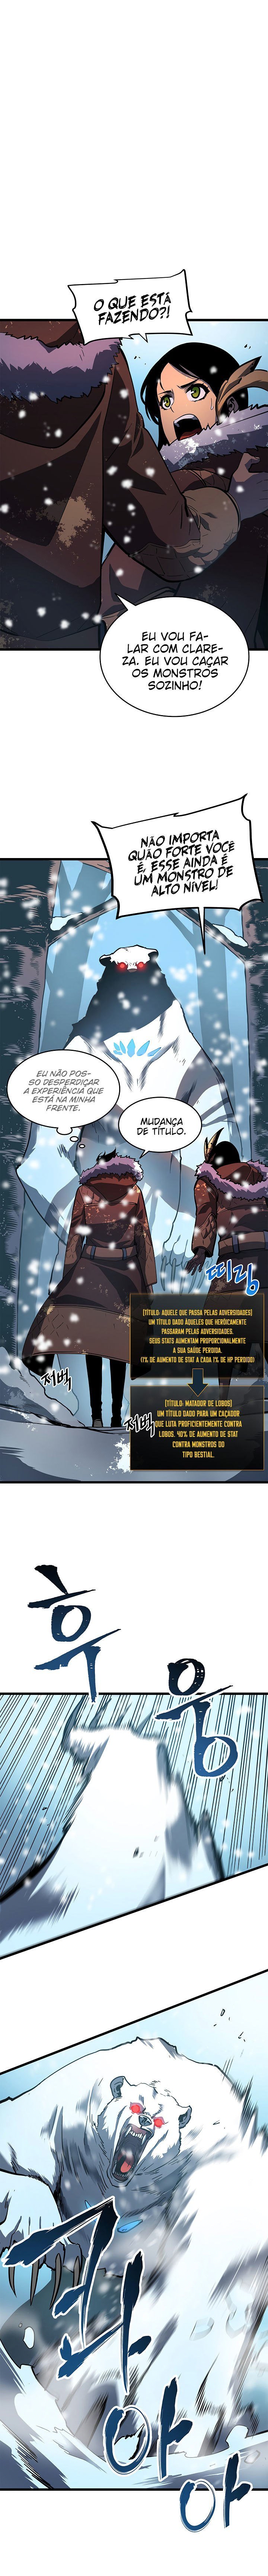 O QUE ESTÁ
FAZENDO?!
EU VOU FA-
LAR COM CLARE-
ZA. EU VOU CAÇAR
OS MONSTROS
SOZINHO!
NÃO IMPORTA
QUÃO FORTE VOCÊ
É, ESSE AINDA É
UM MONSTRO DE
ALTO NÍVEL!
EU NÃO POS-
SO DESPERDIÇAR
A EXPERIÊNCIA QUE
ESTÁ NA MINHA
FRENTE.
MUDANÇA
DE TÍTULO.
띠링
[TÍTULO: AQUELE QUE PASSA PELAS ADVERSIDADES]
UM TÍTULO DADO ÀQUELES QUE HERÓICAMENTE
PASSARAM PELAS ADVERSIDADES.
SEUS STATS AUMENTAM PROPORCIONALMENTE
A SUA SAÚDE PERDIDA.
(1% DE AUMENTO DE STAT A CADA 1% DE HP PERDIDO)
저벅
저벅
[TÍTULO: MATADOR DE LOBOS]
UM TÍTULO DADO PARA UM CAÇADOR
QUE LUTA PROFICIENTEMENTE CONTRA
LOBOS. 40% DE AUMENTO DE STAT
CONTRA MONSTROS DO
TIPO BESTIAL.
후
웅
콰
아
아